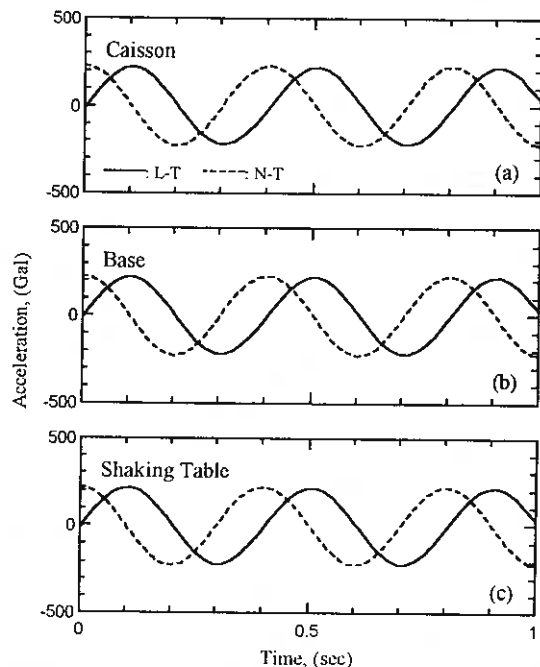 500
Caisson
0
: L-T : N-T
-500
(a)
500
Base
0
-500
(b)
Acceleration, (Gal)
500
Shaking Table
0
-500
(c)
0 0.5 1
Time, (sec)